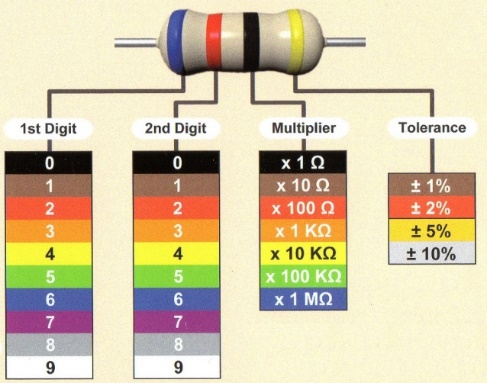 1st Digit
2nd Digit
Multiplier
Tolerance
0
1
2
3
4
5
6
7
8
9
0
1
2
3
4
5
6
7
8
9
x 1 Ω
x 10 Ω
x 100 Ω
x 1 KΩ
x 10 KΩ
x 100 KΩ
x 1 MΩ
± 1%
± 2%
± 5%
± 10%